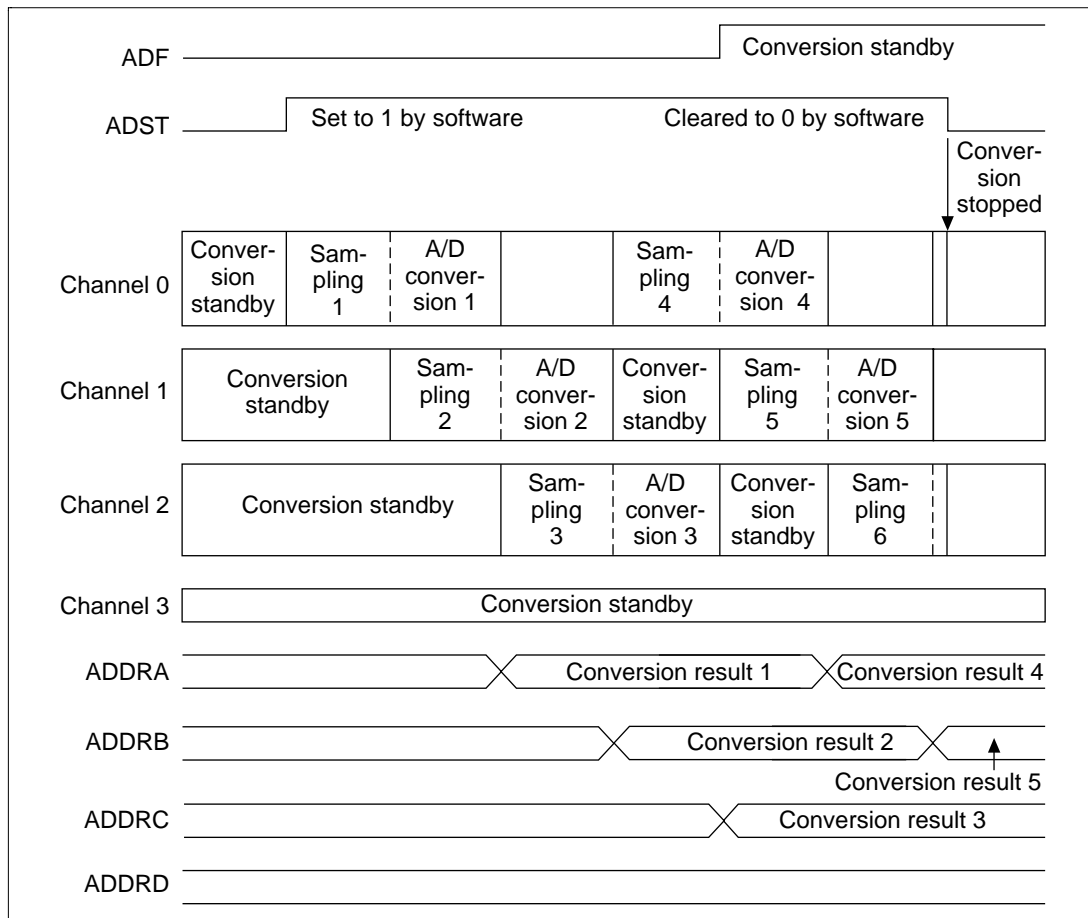 ADF
Conversion standby
ADST
Set to 1 by software
Cleared to 0 by software
Conver-
sion
stopped
Channel 0
Conver-
sion
standby
Sam-
pling
1
A/D
conver-
sion 1
Sam-
pling
4
A/D
conver-
sion 4
Channel 1
Conversion
standby
Sam-
pling
2
A/D
conver-
sion 2
Conver-
sion
standby
Sam-
pling
5
A/D
conver-
sion 5
Channel 2
Conversion standby
Sam-
pling
3
A/D
conver-
sion 3
Conver-
sion
standby
Sam-
pling
6
Channel 3
Conversion standby
ADDRA
Conversion result 1
Conversion result 4
ADDRB
Conversion result 2
Conversion result 5
ADDRC
Conversion result 3
ADDRD